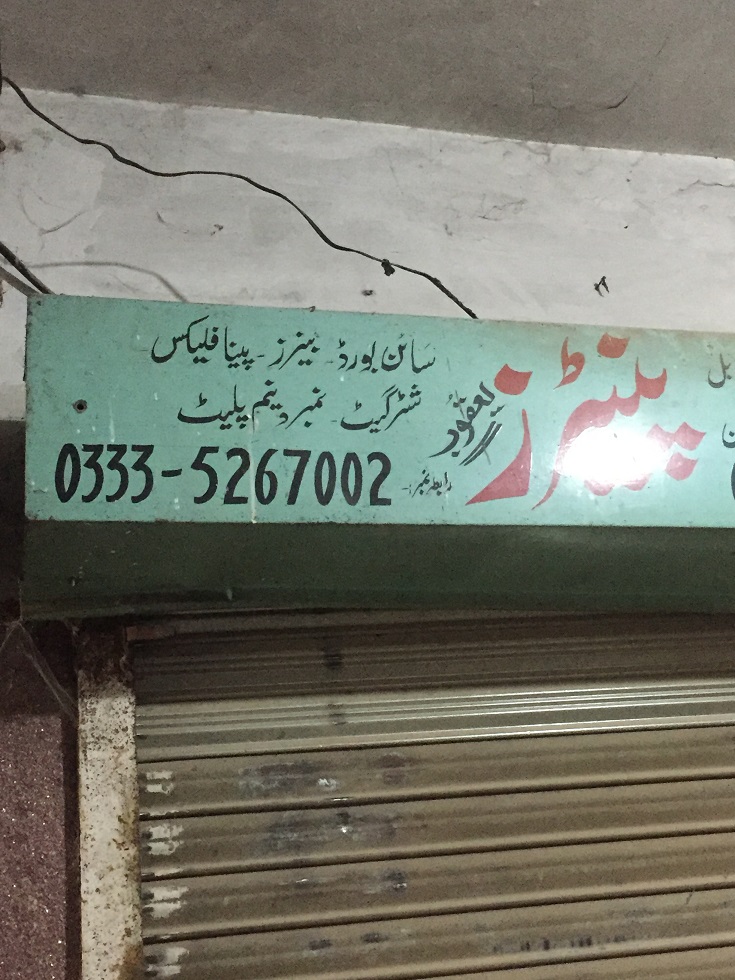 پینٹرز
یعقوب
سائن بورڈ۔ بینرز۔ پینا فلیکس
شٹر گیٹ۔ نمبر و نیم پلیٹ
رابطہ نمبر:۔ 0333-5267002